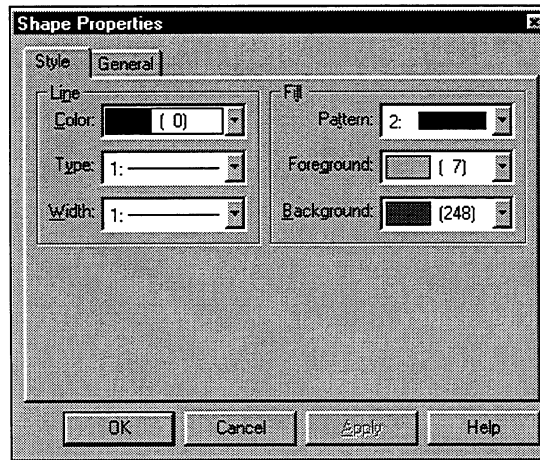 Shape Properties
Style General
Line
Color: ( 0)
Type: 1:
Width: 1:
Fill
Pattern: 2:
Foreground: ( 7)
Background: (248)
OK Cancel Apply Help